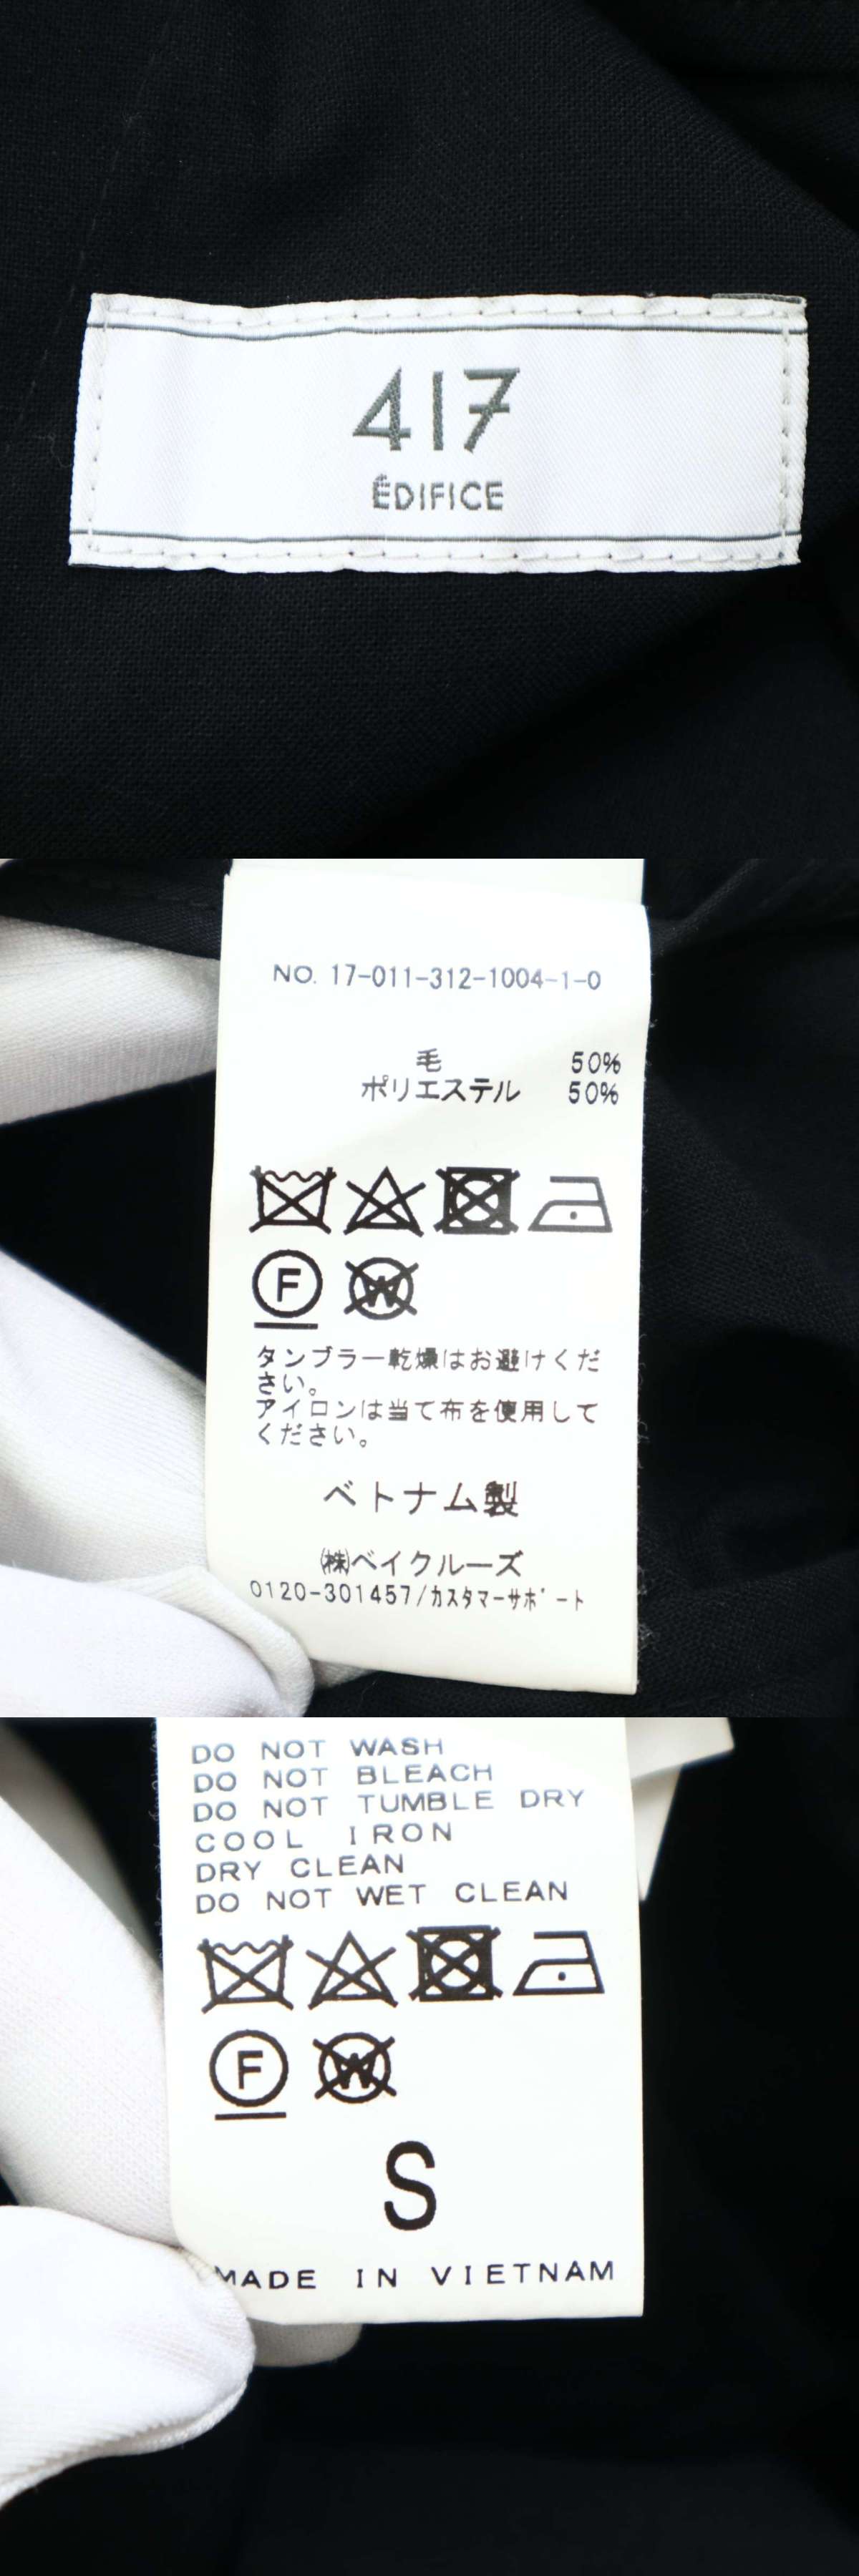 417
ÉDIFICE
NO. 17-011-312-1004-1-0
毛 50%
ポリエステル 50%
F W
タンブラー乾燥はお避けくだ
さい。
アイロンは当て布を使用して
ください。
ベトナム製
㈱ベイクルーズ
0120-301457/ｶｽﾀﾏｰｻﾎﾟｰﾄ
DO NOT WASH
DO NOT BLEACH
DO NOT TUMBLE DRY
COOL IRON
DRY CLEAN
DO NOT WET CLEAN
F W
S
MADE IN VIETNAM